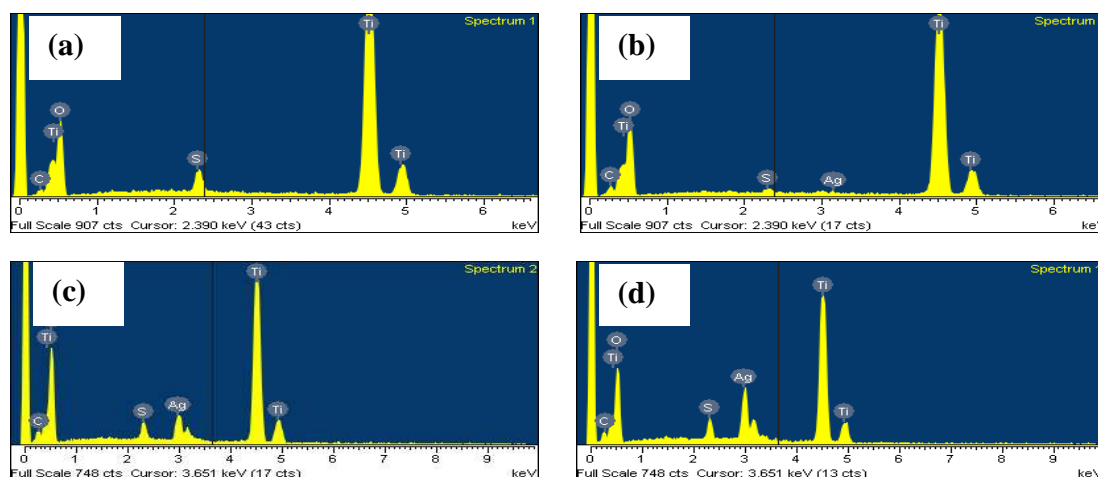 (a)
Spectrum 1
Ti
O
Ti
C
S
Ti
0 1 2 3 4 5 6
Full Scale 907 cts Cursor: 2.390 keV (43 cts) keV
(b)
Spectrum
Ti
O
Ti
C
S
Ag
Ti
0 1 2 3 4 5 6
Full Scale 907 cts Cursor: 2.390 keV (17 cts) keV
(c)
Spectrum 2
Ti
Ti
C
S
Ag
Ti
0 1 2 3 4 5 6 7 8 9
Full Scale 748 cts Cursor: 3.651 keV (17 cts) keV
(d)
Spectrum 1
Ti
O
Ti
C
S
Ag
Ti
0 1 2 3 4 5 6 7 8 9
Full Scale 748 cts Cursor: 3.651 keV (13 cts) keV